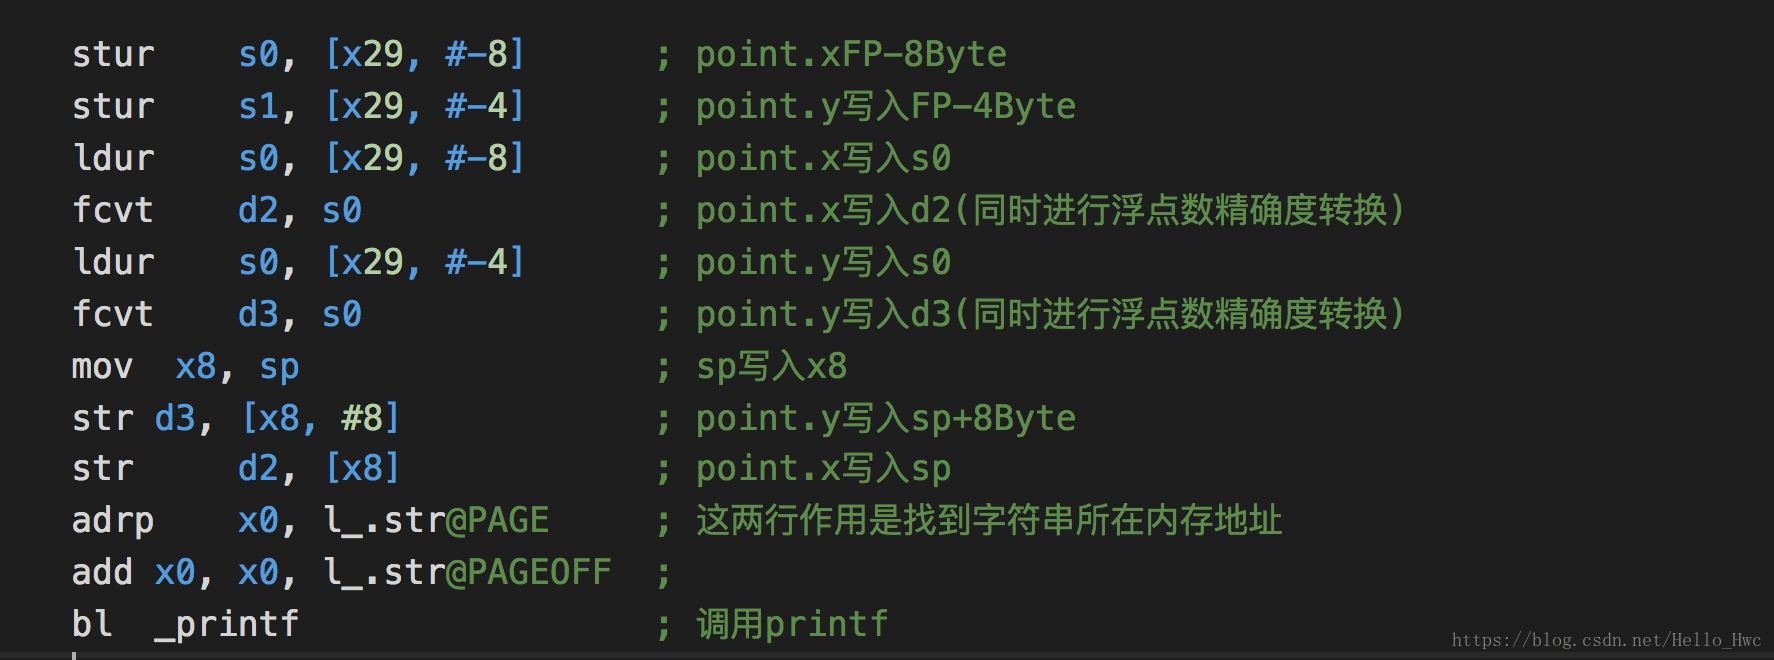 stur    s0, [x29, #-8]      ; point.xFP-8Byte
stur    s1, [x29, #-4]      ; point.y写入FP-4Byte
ldur    s0, [x29, #-8]      ; point.x写入s0
fcvt    d2, s0              ; point.x写入d2(同时进行浮点数精确度转换)
ldur    s0, [x29, #-4]      ; point.y写入s0
fcvt    d3, s0              ; point.y写入d3(同时进行浮点数精确度转换)
mov  x8, sp                 ; sp写入x8
str d3, [x8, #8]            ; point.y写入sp+8Byte
str     d2, [x8]            ; point.x写入sp
adrp    x0, l_.str@PAGE     ; 这两行作用是找到字符串所在内存地址
add x0, x0, l_.str@PAGEOFF  ;
bl  _printf                 ; 调用printf
https://blog.csdn.net/Hello_Hwc